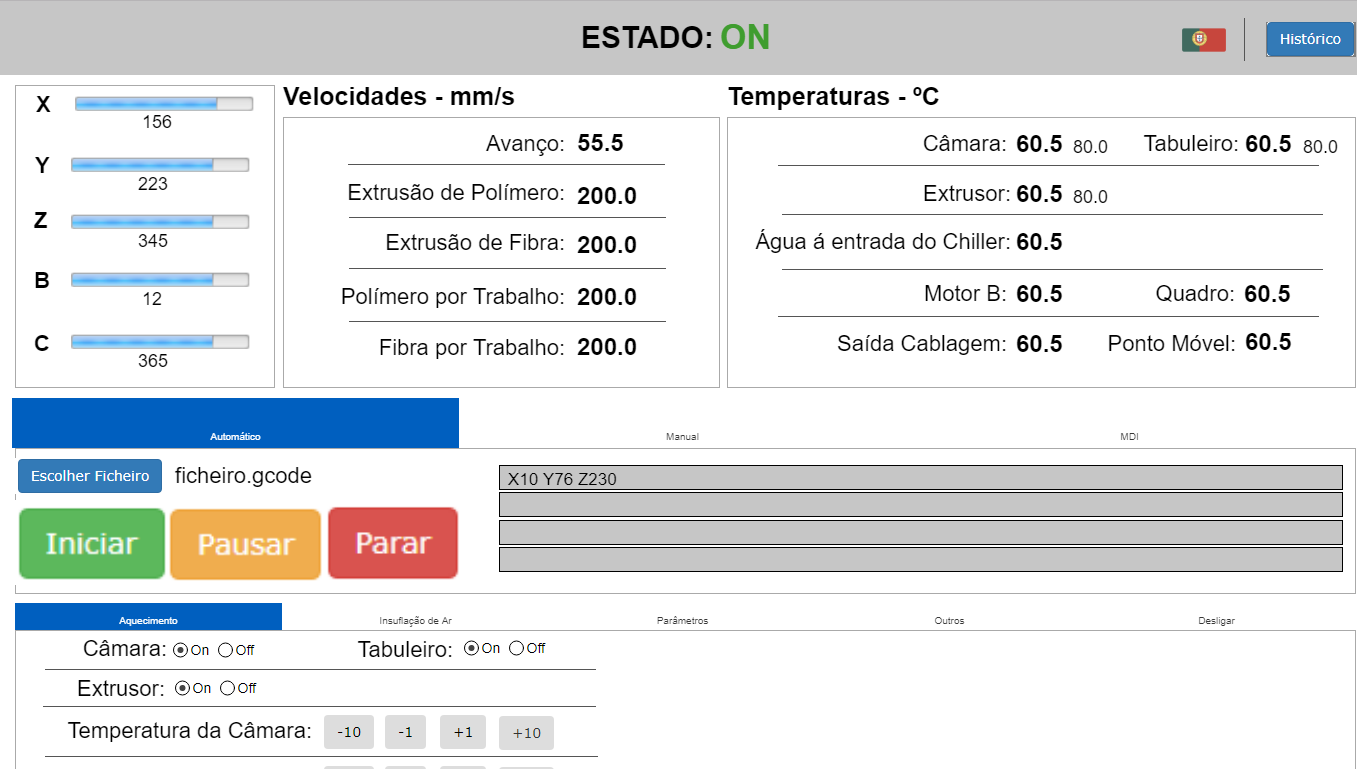 ESTADO: ON
Histórico
X
156
Y
223
Z
345
B
12
C
365
Velocidades - mm/s
Avanço: 55.5
Extrusão de Polímero: 200.0
Extrusão de Fibra: 200.0
Polímero por Trabalho: 200.0
Fibra por Trabalho: 200.0
Temperaturas - ºC
Câmara: 60.5 80.0 Tabuleiro: 60.5 80.0
Extrusor: 60.5 80.0
Água á entrada do Chiller: 60.5
Motor B: 60.5 Quadro: 60.5
Saída Cablagem: 60.5 Ponto Móvel: 60.5
Automático Manual MDI
Escolher Ficheiro ficheiro.gcode
Iniciar Pausar Parar
X10 Y76 Z230
Aquecimento Insuflação de Ar Parâmetros Outros Desligar
Câmara: On Off Tabuleiro: On Off
Extrusor: On Off
Temperatura da Câmara: -10 -1 +1 +10